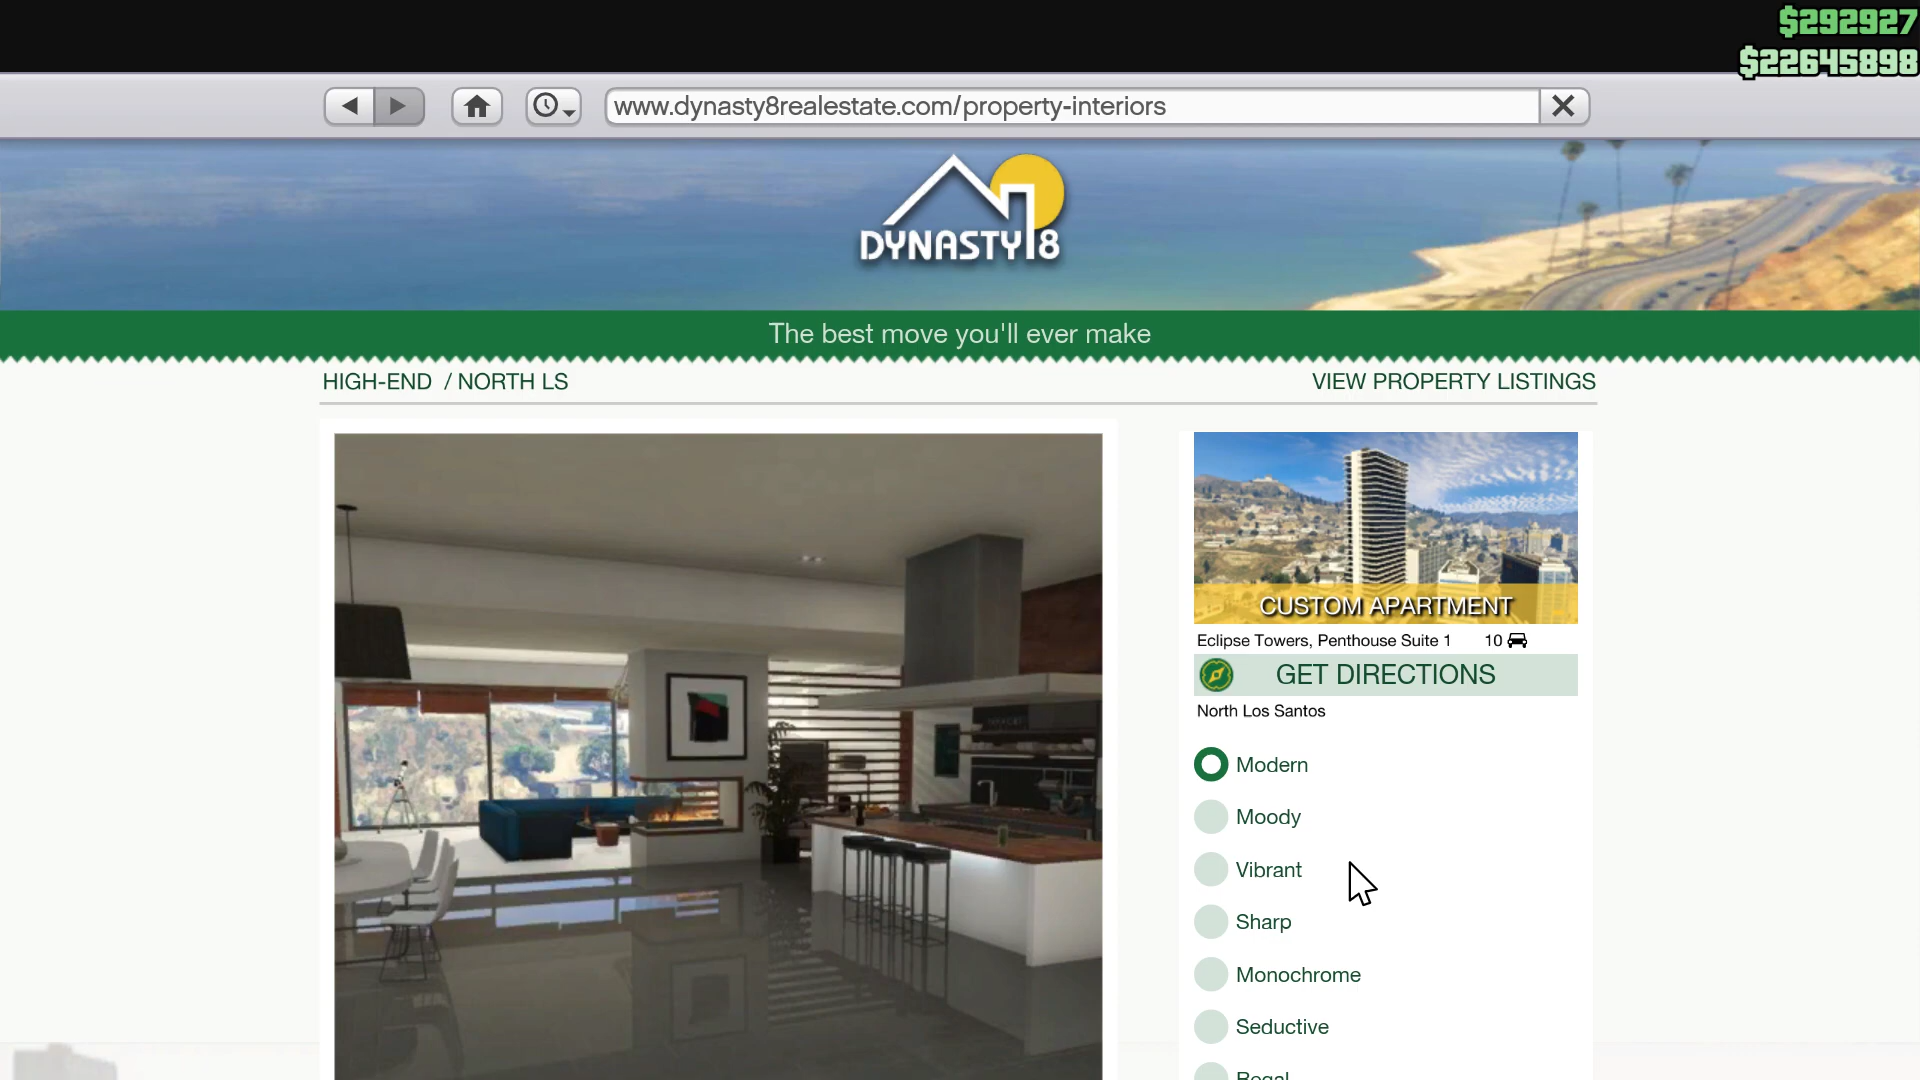 $292927
$22645898
www.dynasty8realestate.com/property-interiors
DYNASTY8
The best move you'll ever make
HIGH-END / NORTH LS
VIEW PROPERTY LISTINGS
CUSTOM APARTMENT
Eclipse Towers, Penthouse Suite 1 10
GET DIRECTIONS
North Los Santos
Modern
Moody
Vibrant
Sharp
Monochrome
Seductive
Regal